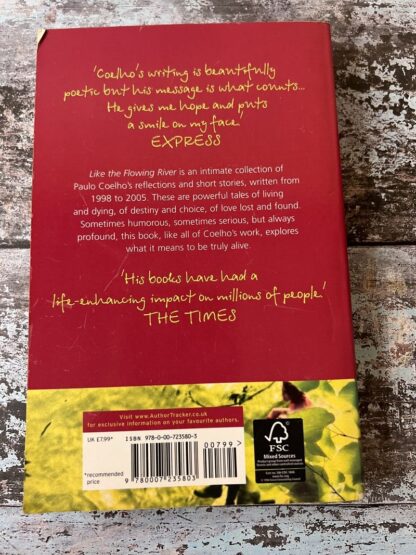 'Coelho's writing is beautifully
poetic but his message is what counts...
He gives me hope and puts
a smile on my face'
EXPRESS
Like the Flowing River is an intimate collection of
Paulo Coelho's reflections and short stories, written from
1998 to 2005. These are powerful tales of living
and dying, of destiny and choice, of love lost and found.
Sometimes humorous, sometimes serious, but always
profound, this book, like all of Coelho's work, explores
what it means to be truly alive.
'His books have had a
life-enhancing impact on millions of people.'
THE TIMES
Visit www.AuthorTracker.co.uk
for exclusive information on your favourite authors.
UK £7.99*
ISBN 978-0-00-723580-3
00799>
*recommended
price
9 780007 235803 >
FSC
Mixed Sources